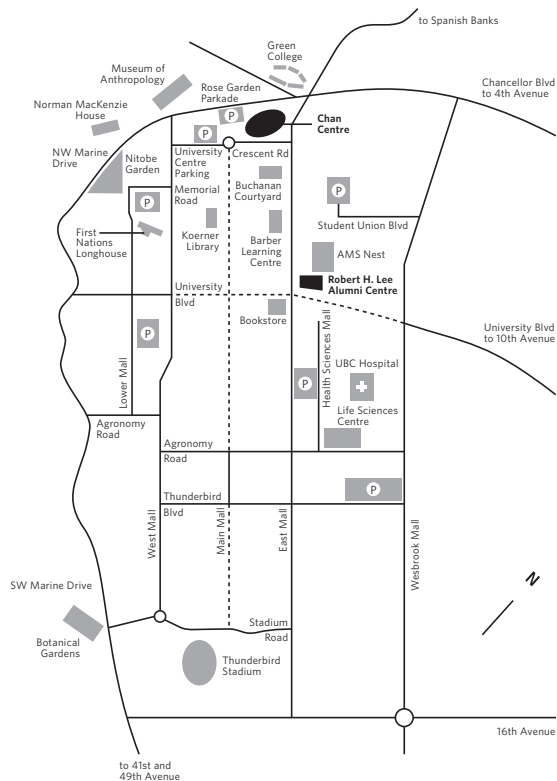 to Spanish Banks
Green
College
Museum of
Anthropology
Rose Garden
Parkade
Chancellor Blvd
to 4th Avenue
Norman MacKenzie
House
P
Chan
Centre
P
NW Marine
Drive
Nitobe
Garden
University
Centre
Parking
Crescent Rd
Memorial
Road
Buchanan
Courtyard
P
P
First
Nations
Longhouse
Koerner
Library
Barber
Learning
Centre
Student Union Blvd
AMS Nest
Robert H. Lee
Alumni Centre
University
Blvd
Bookstore
University Blvd
to 10th Avenue
P
Lower Mall
Health Sciences Mall
UBC Hospital
P
Life Sciences
Centre
Agronomy
Road
Agronomy
Road
P
Thunderbird
Blvd
West Mall
Main Mall
East Mall
Wesbrook Mall
N
SW Marine Drive
Botanical
Gardens
Stadium
Road
Thunderbird
Stadium
16th Avenue
to 41st and
49th Avenue